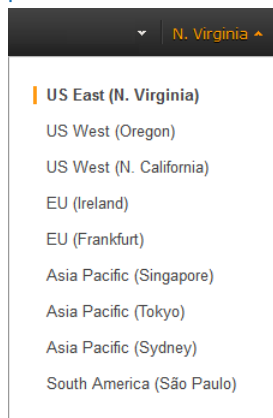 N. Virginia
US East (N. Virginia)
US West (Oregon)
US West (N. California)
EU (Ireland)
EU (Frankfurt)
Asia Pacific (Singapore)
Asia Pacific (Tokyo)
Asia Pacific (Sydney)
South America (São Paulo)